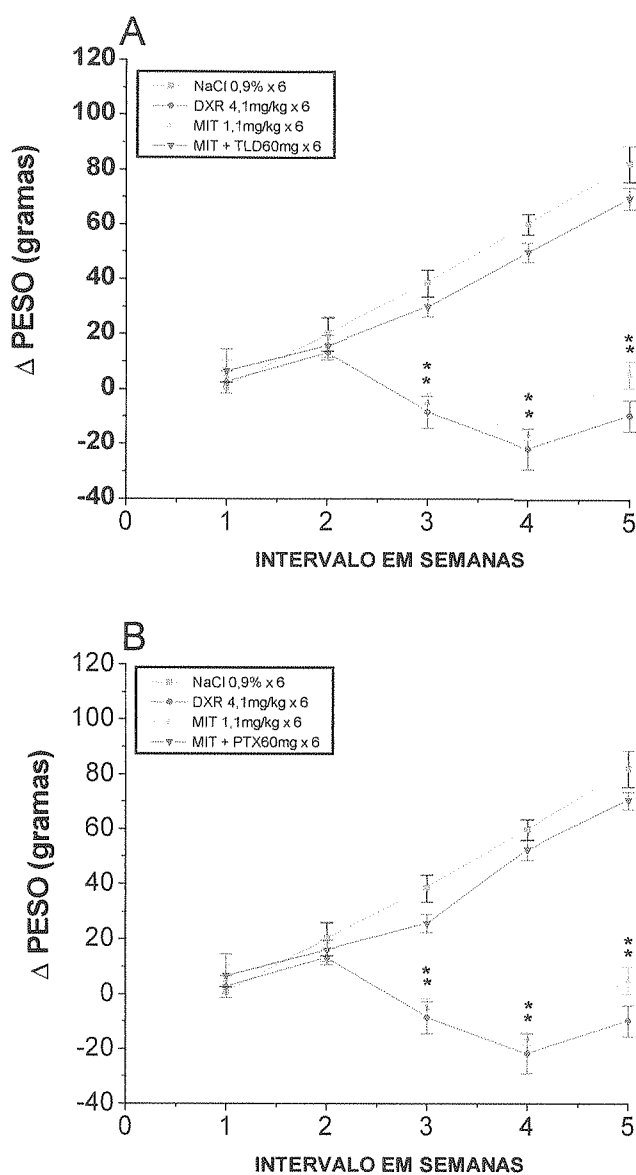 A
Δ PESO (gramas)
120
100
80
60
40
20
0
-20
-40
NaCl 0,9% x 6
DXR 4,1mg/kg x 6
MIT 1,1mg/kg x 6
MIT + TLD60mg x 6
**
**
**
0 1 2 3 4 5
INTERVALO EM SEMANAS
B
Δ PESO (gramas)
120
100
80
60
40
20
0
-20
-40
NaCl 0,9% x 6
DXR 4,1mg/kg x 6
MIT 1,1mg/kg x 6
MIT + PTX60mg x 6
**
**
**
0 1 2 3 4 5
INTERVALO EM SEMANAS